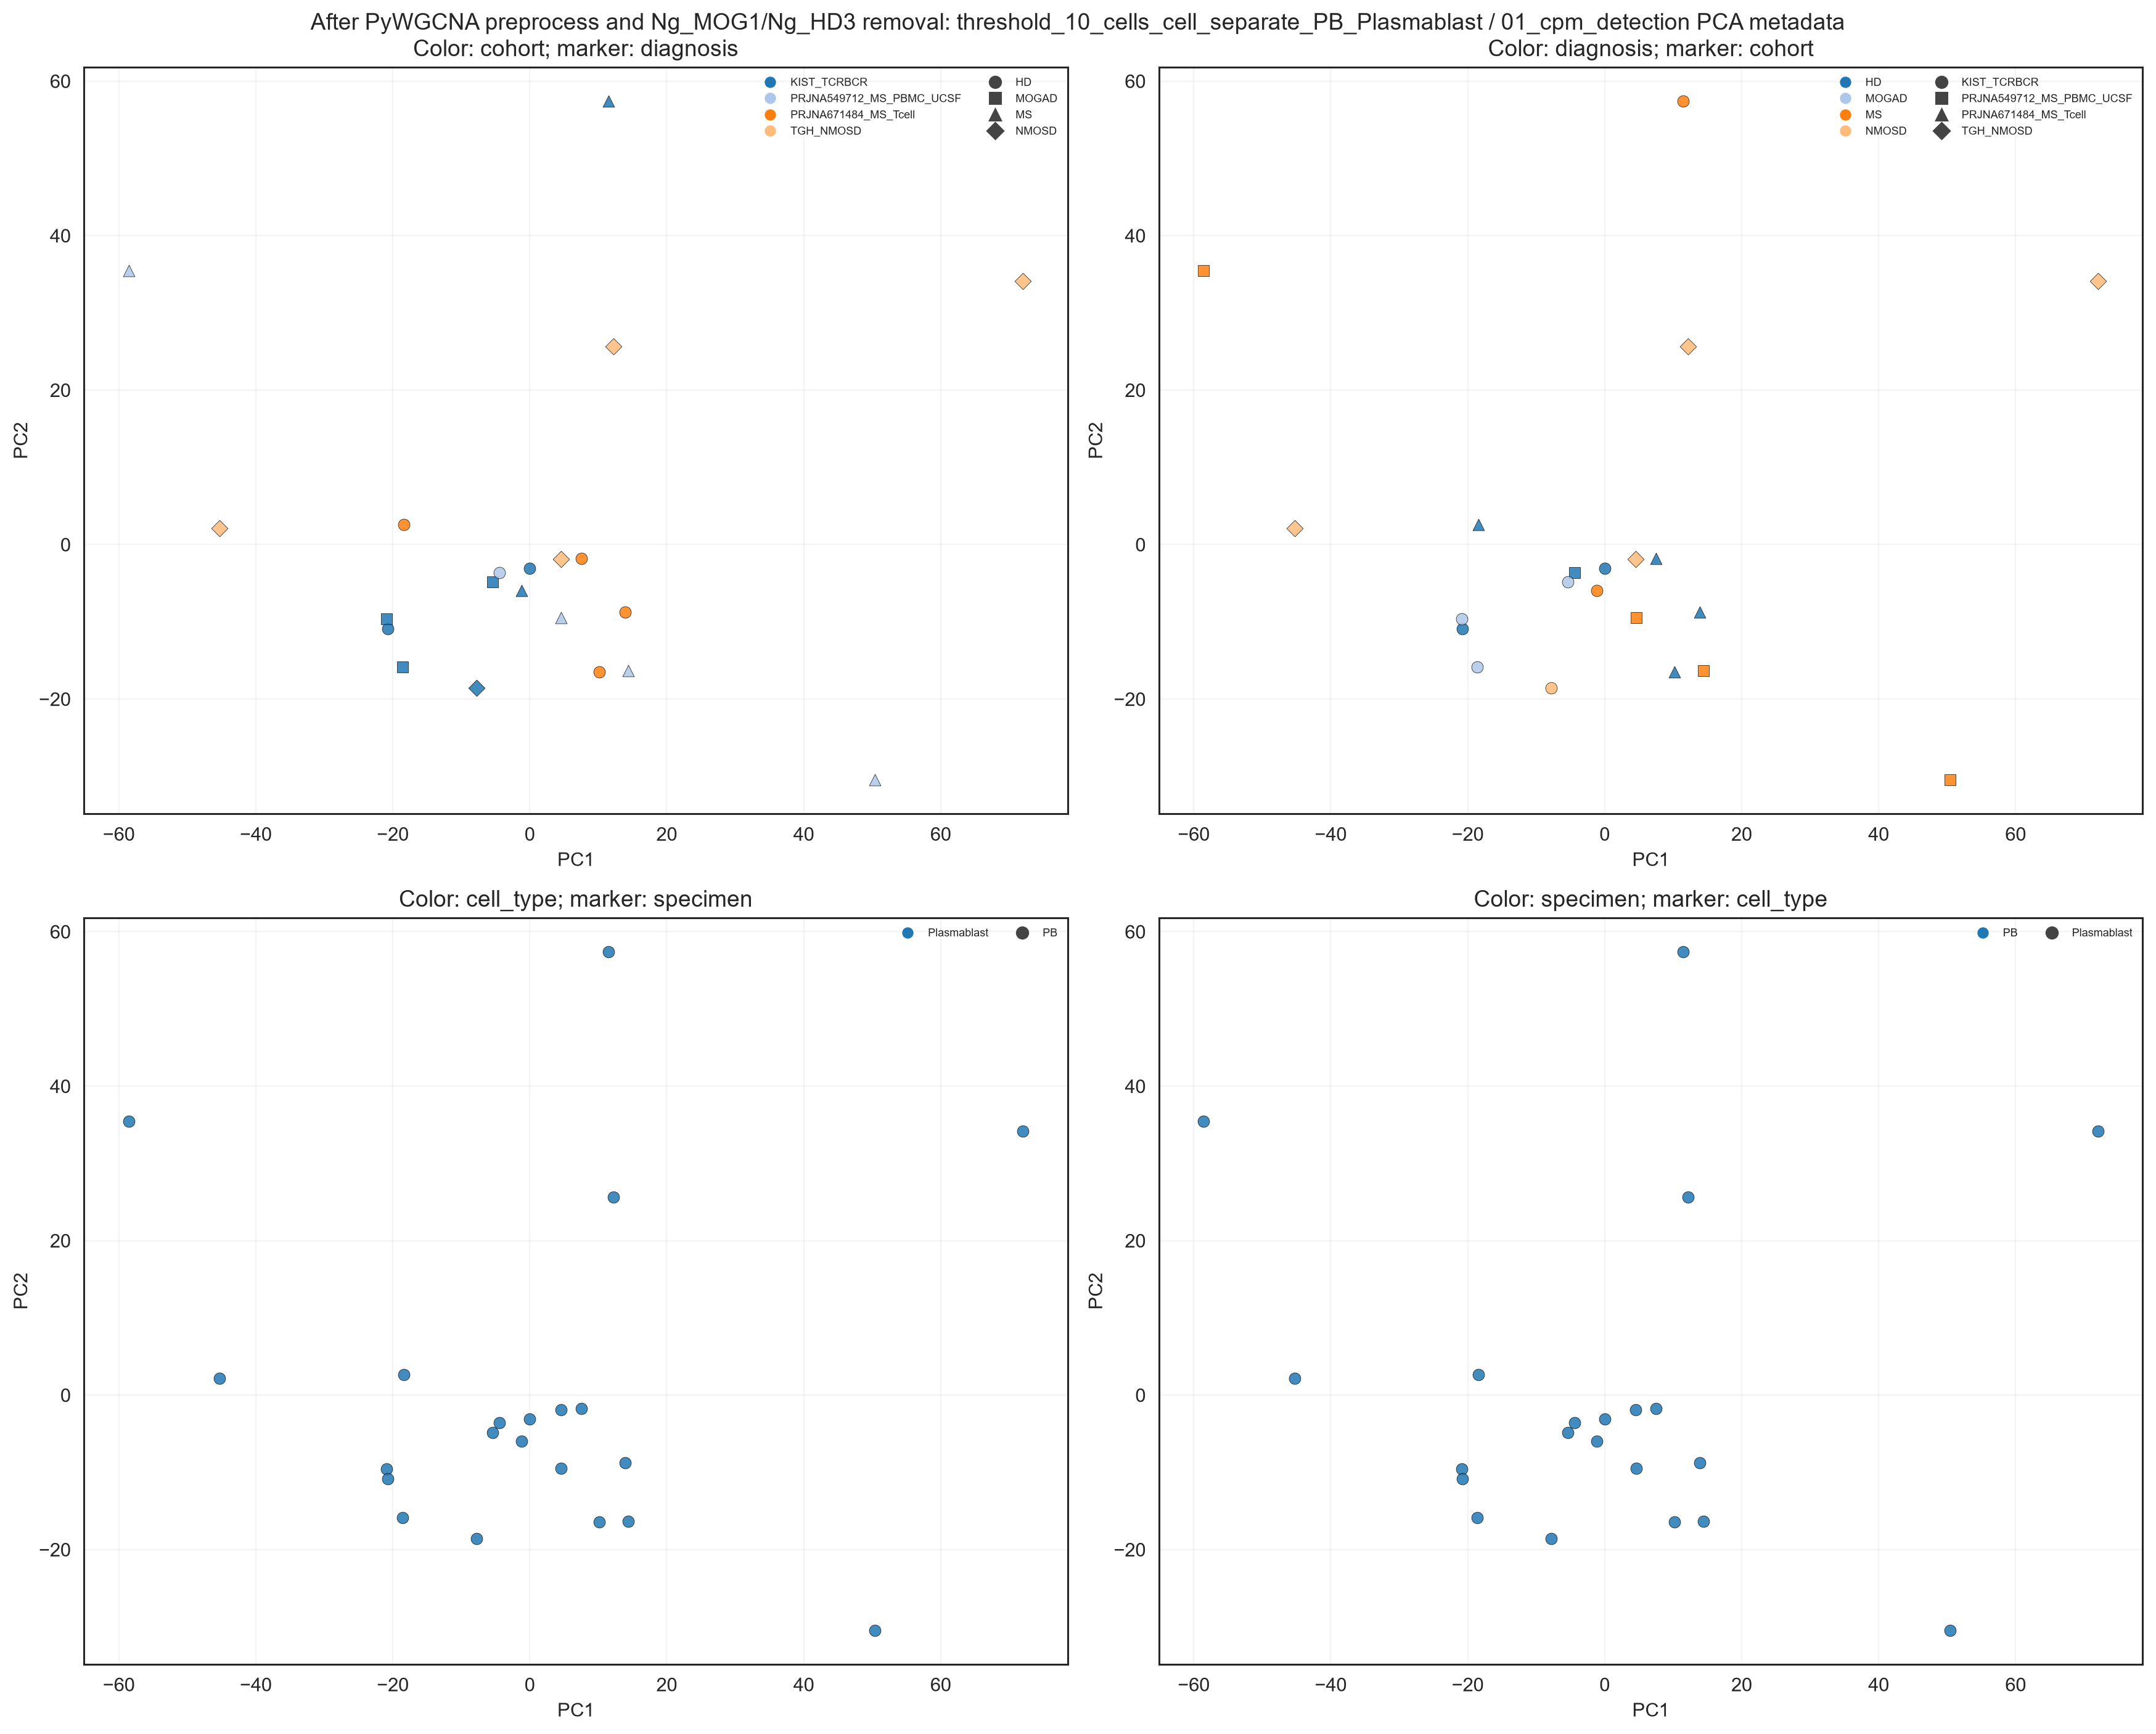 After PyWGCNA preprocess and Ng_MOG1/Ng_HD3 removal: threshold_10_cells_cell_separate_PB_Plasmablast / 01_cpm_detection PCA metadata
Color: cohort; marker: diagnosis
KIST_TCRBCR
PRJNA549712_MS_PBMC_UCSF
PRJNA671484_MS_Tcell
TGH_NMOSD
HD
MOGAD
MS
NMOSD
60
40
20
0
−20
PC2
−60 −40 −20 0 20 40 60
PC1
Color: diagnosis; marker: cohort
HD
MOGAD
MS
NMOSD
KIST_TCRBCR
PRJNA549712_MS_PBMC_UCSF
PRJNA671484_MS_Tcell
TGH_NMOSD
60
40
20
0
−20
PC2
−60 −40 −20 0 20 40 60
PC1
Color: cell_type; marker: specimen
Plasmablast PB
60
40
20
0
−20
PC2
−60 −40 −20 0 20 40 60
PC1
Color: specimen; marker: cell_type
PB Plasmablast
60
40
20
0
−20
PC2
−60 −40 −20 0 20 40 60
PC1